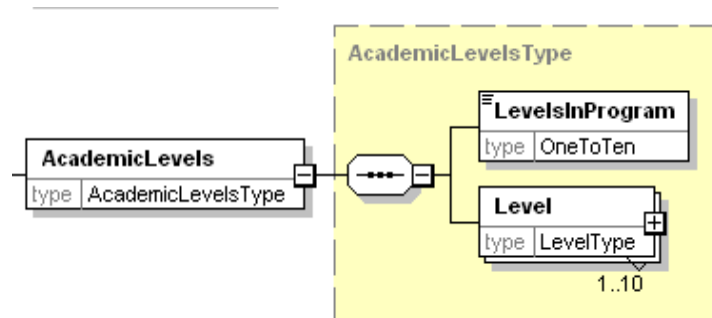 AcademicLevelsType
LevelsInProgram
type OneToTen
AcademicLevels
type AcademicLevelsType
Level
type LevelType
1..10